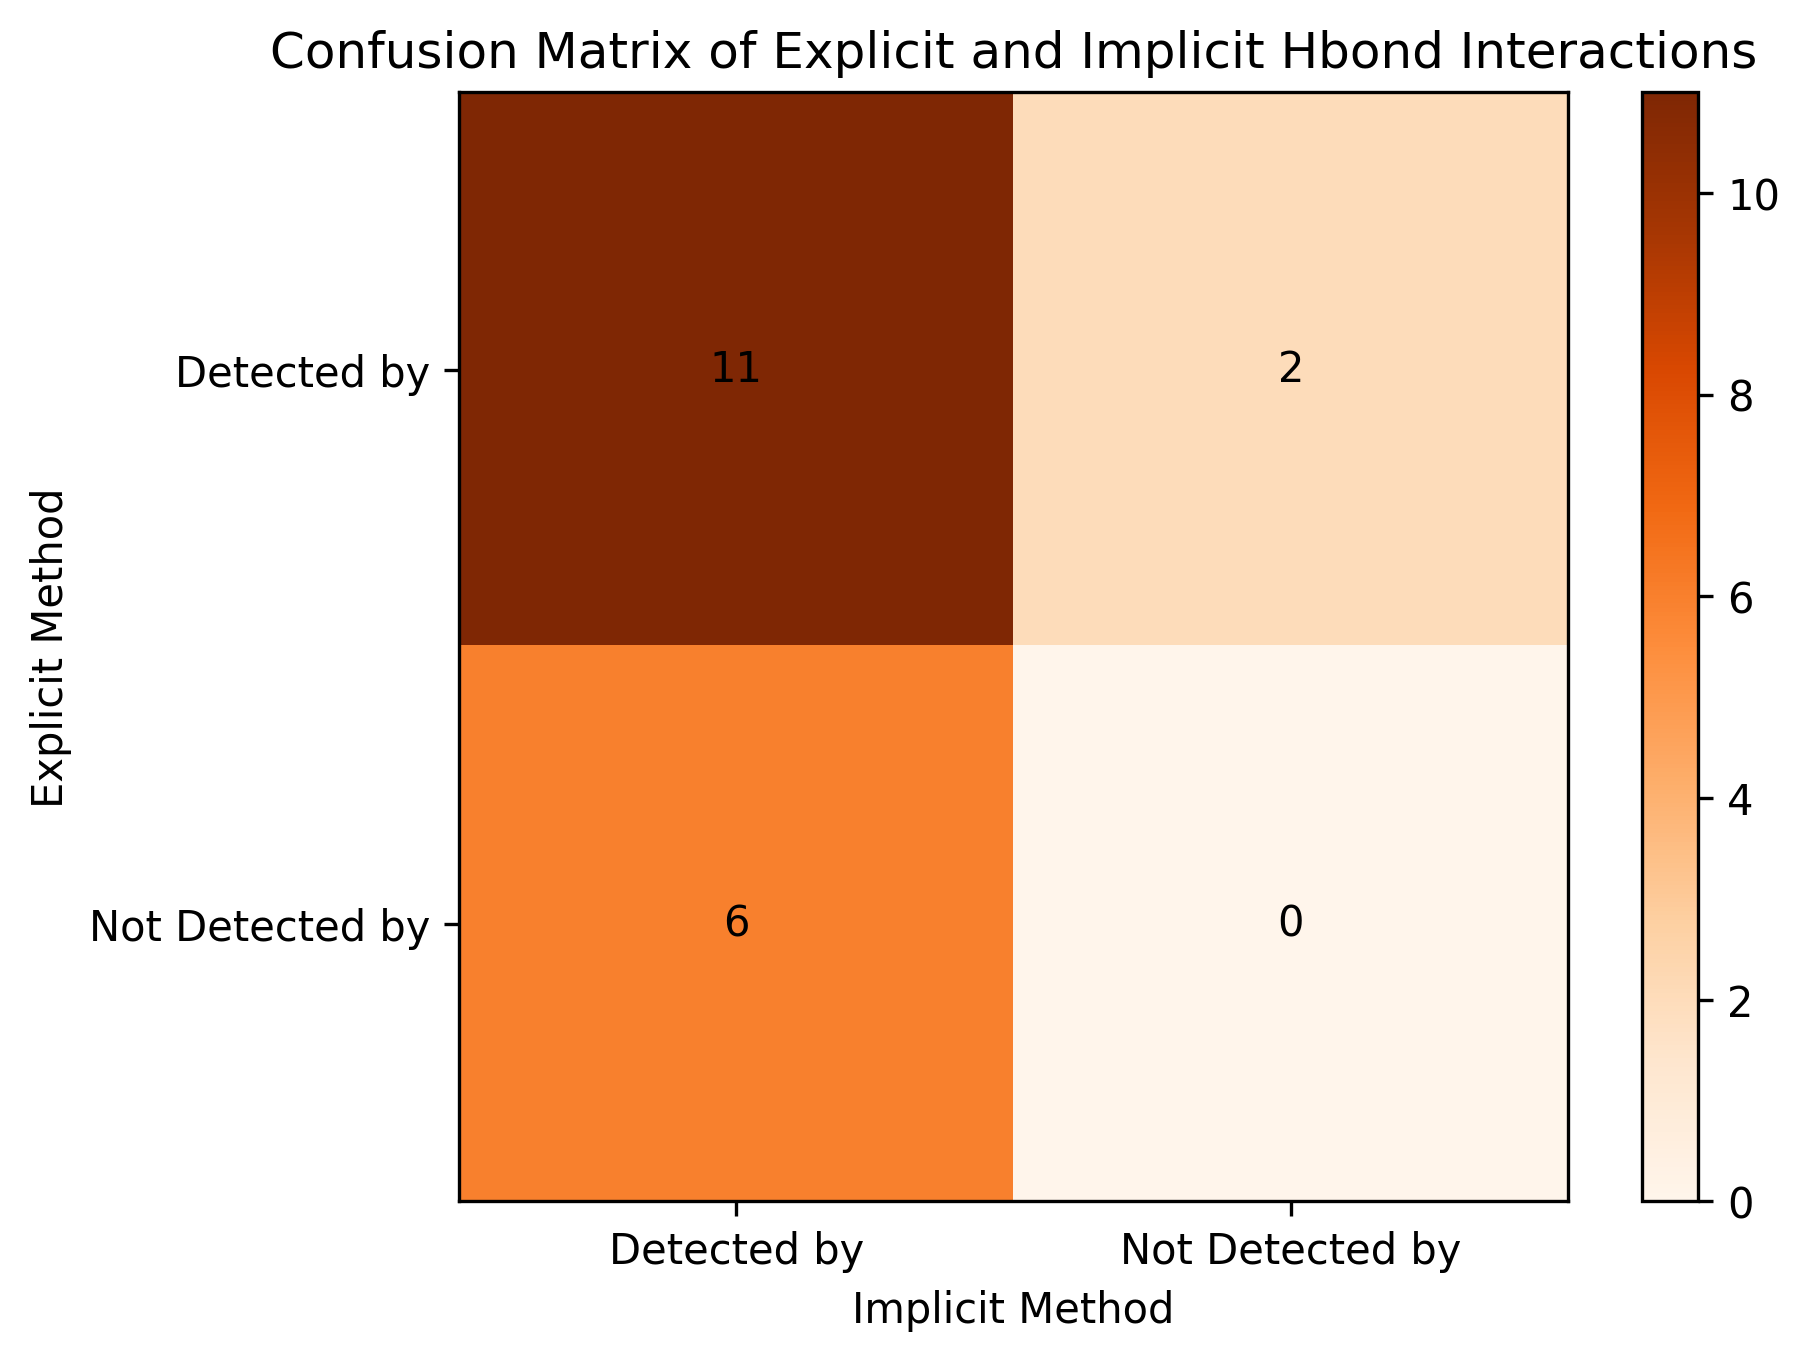 Confusion Matrix of Explicit and Implicit Hbond Interactions
Explicit Method
Detected by
Not Detected by
11
2
6
0
Detected by
Not Detected by
Implicit Method
10
8
6
4
2
0